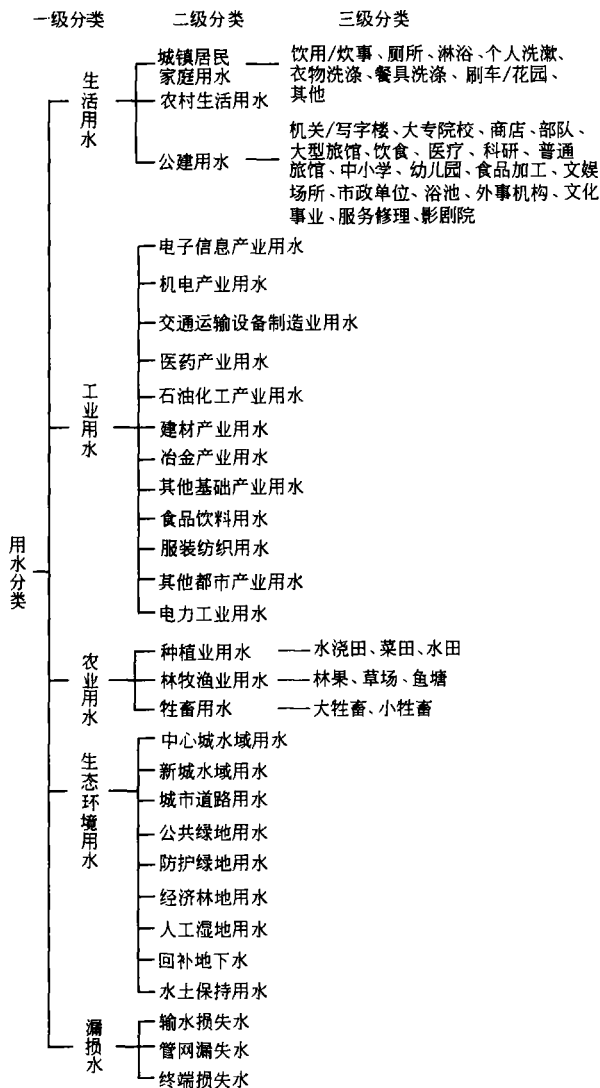 一级分类 二级分类 三级分类
用水分类
生活用水
城镇居民
家庭用水
饮用/炊事、厕所、淋浴、个人洗漱、
衣物洗涤、餐具洗涤、刷车/花园、
其他
农村生活用水
公建用水
机关/写字楼、大专院校、商店、部队、
大型旅馆、饮食、医疗、科研、普通
旅馆、中小学、幼儿园、食品加工、文娱
场所、市政单位、浴池、外事机构、文化
事业、服务修理、影剧院
工业用水
电子信息产业用水
机电产业用水
交通运输设备制造业用水
医药产业用水
石油化工产业用水
建材产业用水
冶金产业用水
其他基础产业用水
食品饮料用水
服装纺织用水
其他都市产业用水
电力工业用水
农业用水
种植业用水 水浇田、菜田、水田
林牧渔业用水 林果、草场、鱼塘
牲畜用水 大牲畜、小牲畜
生态环境用水
中心城水域用水
新城水域用水
城市道路用水
公共绿地用水
防护绿地用水
经济林地用水
人工湿地用水
回补地下水
水土保持用水
漏损水
输水损失水
管网漏失水
终端损失水